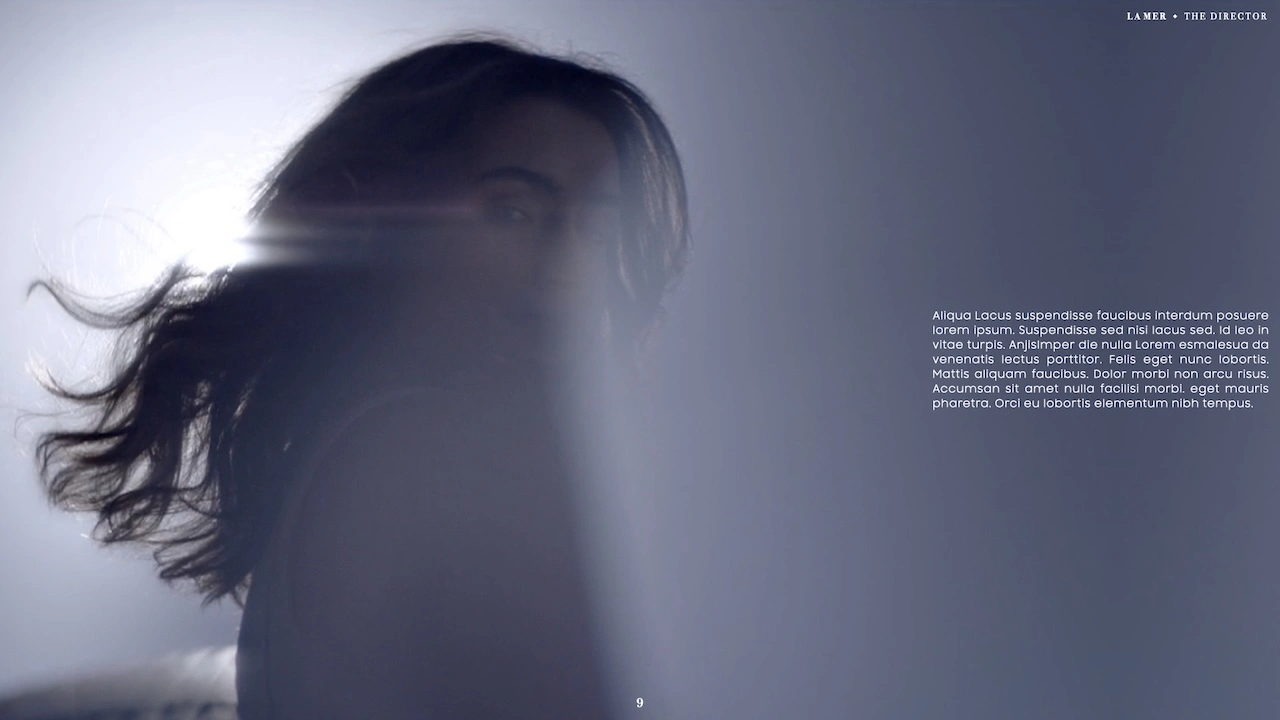 LAMER ✦ THE DIRECTOR
Aliqua Lacus suspendisse faucibus interdum posuere
lorem ipsum. Suspendisse sed nisi lacus sed. Id leo in
vitae turpis. Anjisimper die nulla Lorem esmalesua da
venenatis lectus porttitor. Felis eget nunc lobortis.
Mattis aliquam faucibus. Dolor morbi non arcu risus.
Accumsan sit amet nulla facilisi morbi. eget mauris
pharetra. Orci eu lobortis elementum nibh tempus.
9